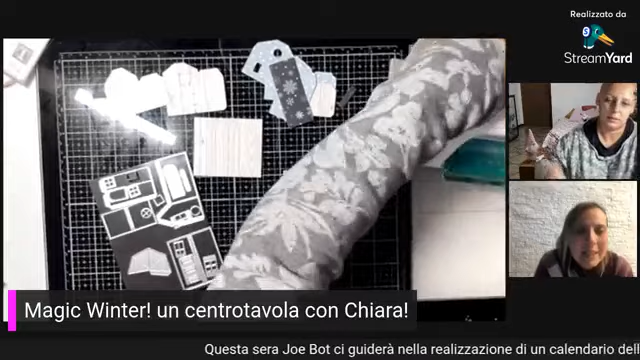 Realizzato da
StreamYard
Magic Winter! un centrotavola con Chiara!
Questa sera Joe Bot ci guiderà nella realizzazione di un calendario dell